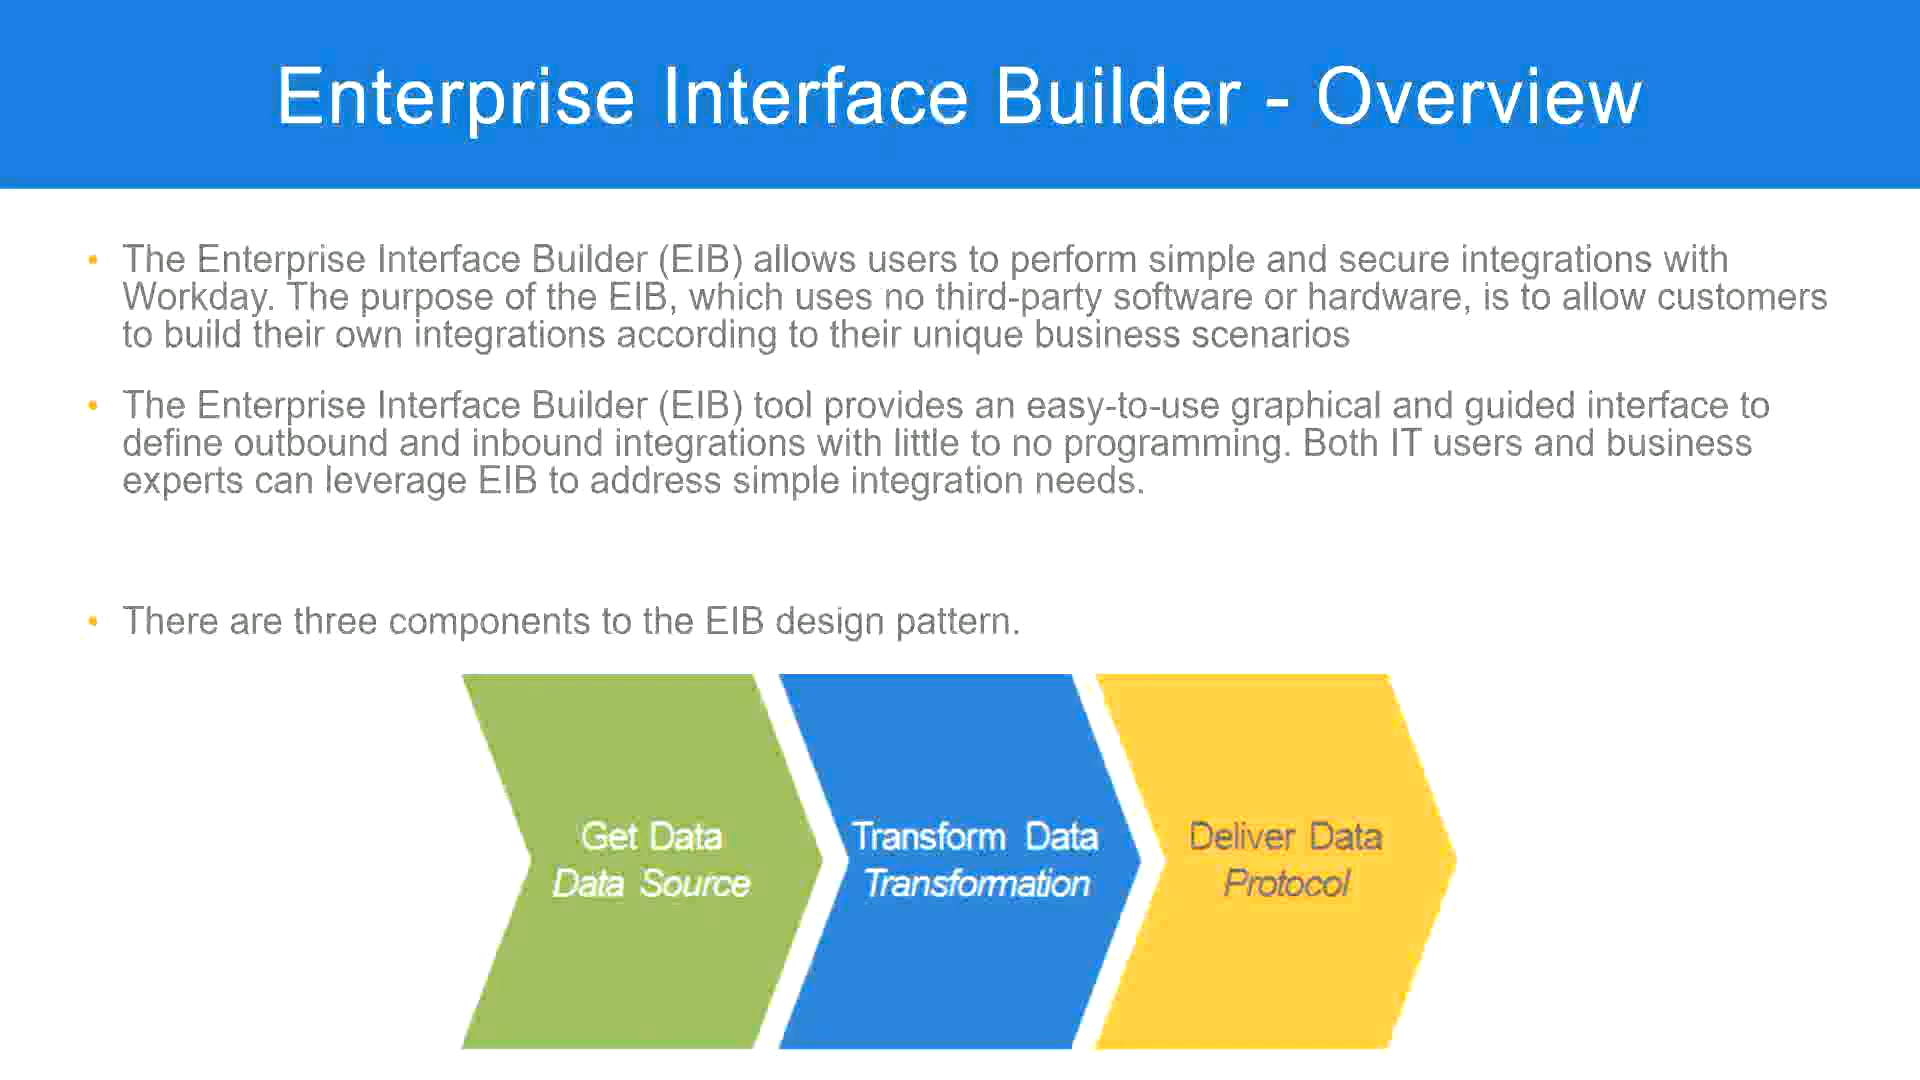 Enterprise Interface Builder - Overview
• The Enterprise Interface Builder (EIB) allows users to perform simple and secure integrations with
Workday. The purpose of the EIB, which uses no third-party software or hardware, is to allow customers
to build their own integrations according to their unique business scenarios
• The Enterprise Interface Builder (EIB) tool provides an easy-to-use graphical and guided interface to
define outbound and inbound integrations with little to no programming. Both IT users and business
experts can leverage EIB to address simple integration needs.
• There are three components to the EIB design pattern.
Get Data
Data Source
Transform Data
Transformation
Deliver Data
Protocol